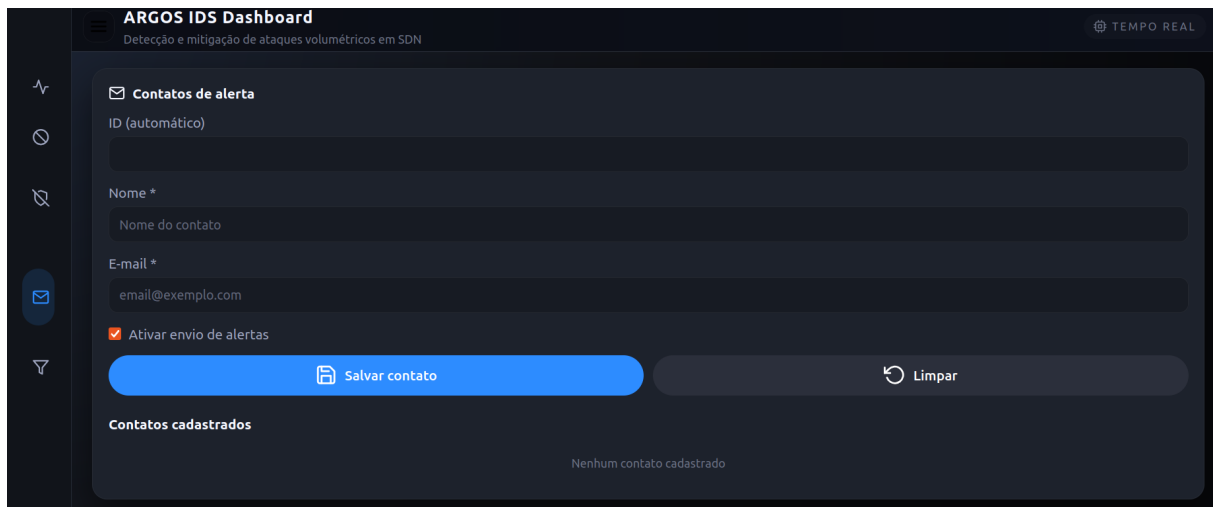 ARGOS IDS Dashboard
Detecção e mitigação de ataques volumétricos em SDN
TEMPO REAL
Contatos de alerta
ID (automático)
Nome *
Nome do contato
E-mail *
email@exemplo.com
Ativar envio de alertas
Salvar contato
Limpar
Contatos cadastrados
Nenhum contato cadastrado